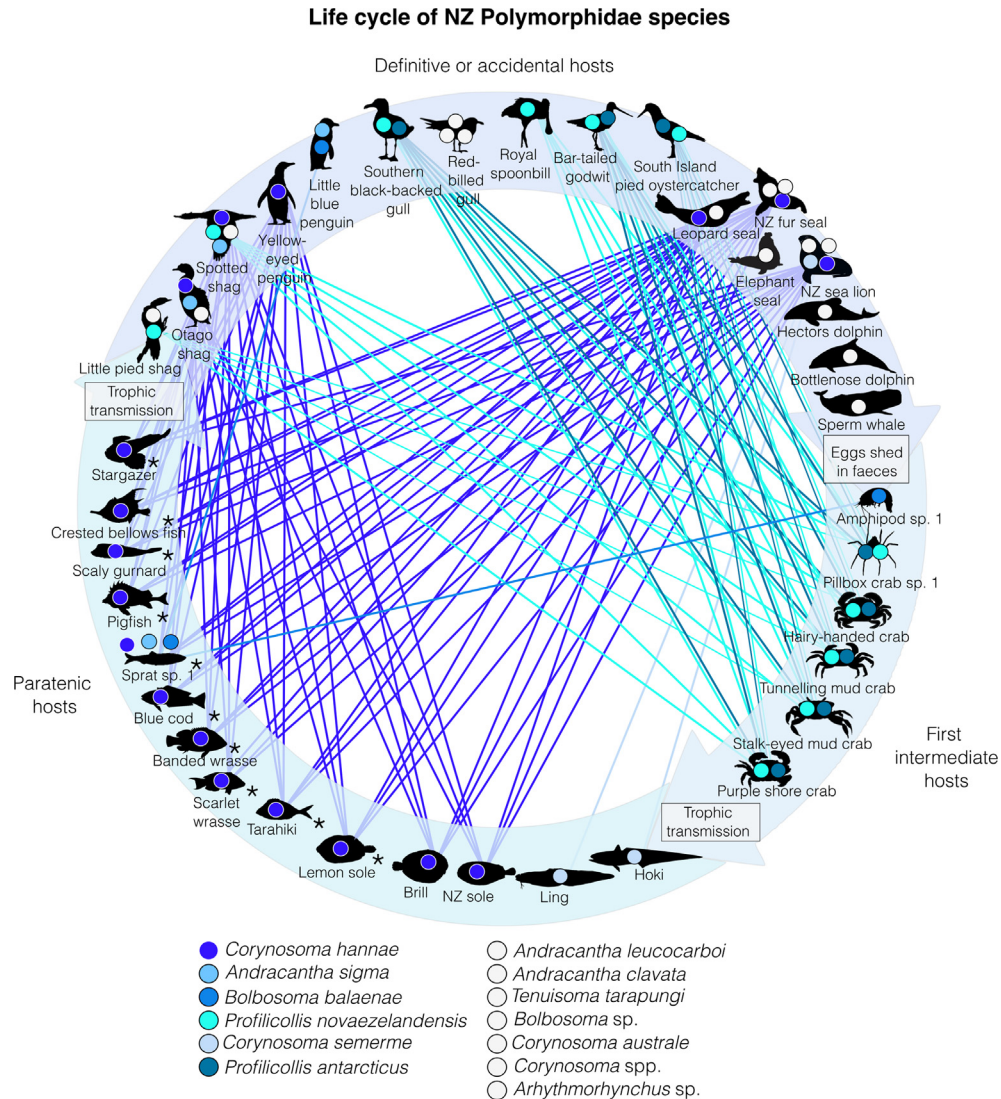 Life cycle of NZ Polymorphidae species
Definitive or accidental hosts
Little
blue
penguin
Southern
black-backed
gull
Red-
billed
gull
Royal
spoonbill
Bar-tailed
godwit
South Island
pied oystercatcher
Leopard seal
NZ fur seal
Elephant
seal
NZ sea lion
Hectors dolphin
Bottlenose dolphin
Sperm whale
Yellow-
eyed
penguin
Spotted
shag
Otago
shag
Little pied shag
Trophic
transmission
Eggs shed
in faeces
Stargazer
*
Crested bellows fish
*
Scaly gurnard
*
Pigfish
*
Sprat sp. 1
*
Blue cod
*
Banded wrasse
*
Scarlet
wrasse
*
Tarahiki
*
Lemon sole
*
Brill
NZ sole
Ling
Hoki
Paratenic
hosts
Amphipod sp. 1
Pillbox crab sp. 1
Hairy-handed crab
Tunnelling mud crab
Stalk-eyed mud crab
Purple shore crab
First
intermediate
hosts
Trophic
transmission
Corynosoma hannae
Andracantha sigma
Bolbosoma balaenae
Profilicollis novaezelandensis
Corynosoma semerme
Profilicollis antarcticus
Andracantha leucocarboi
Andracantha clavata
Tenuisoma tarapungi
Bolbosoma sp.
Corynosoma australe
Corynosoma spp.
Arhythmorhynchus sp.